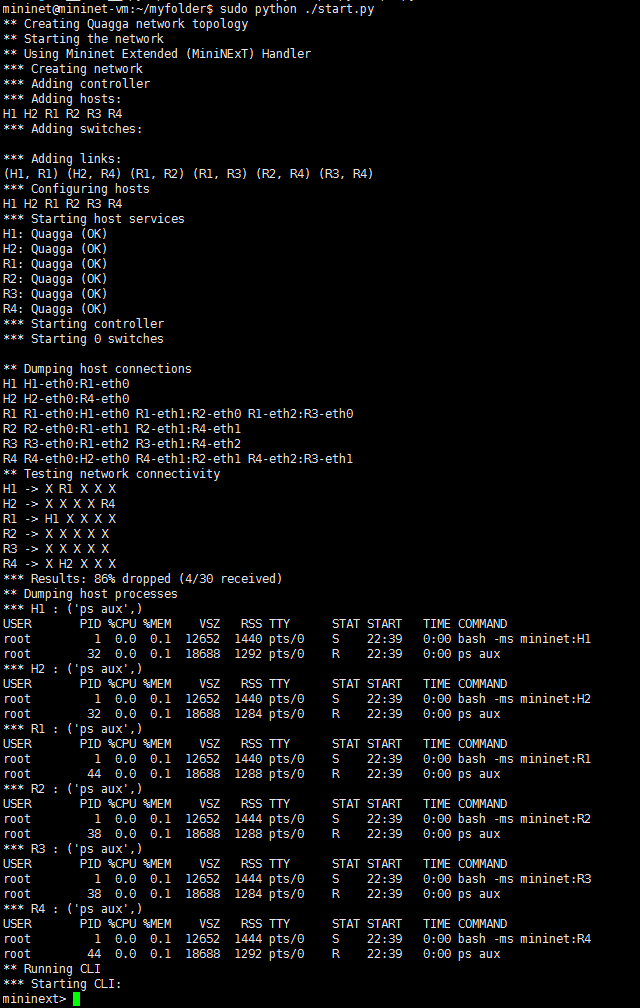 mininet@mininet-vm:~/myfolder$ sudo python ./start.py
** Creating Quagga network topology
** Starting the network
** Using Mininet Extended (MiniNExT) Handler
*** Creating network
*** Adding controller
*** Adding hosts:
H1 H2 R1 R2 R3 R4
*** Adding switches:

*** Adding links:
(H1, R1) (H2, R4) (R1, R2) (R1, R3) (R2, R4) (R3, R4)
*** Configuring hosts
H1 H2 R1 R2 R3 R4
*** Starting host services
H1: Quagga (OK)
H2: Quagga (OK)
R1: Quagga (OK)
R2: Quagga (OK)
R3: Quagga (OK)
R4: Quagga (OK)
*** Starting controller
*** Starting 0 switches

** Dumping host connections
H1 H1-eth0:R1-eth0
H2 H2-eth0:R4-eth0
R1 R1-eth0:H1-eth0 R1-eth1:R2-eth0 R1-eth2:R3-eth0
R2 R2-eth0:R1-eth1 R2-eth1:R4-eth1
R3 R3-eth0:R1-eth2 R3-eth1:R4-eth2
R4 R4-eth0:H2-eth0 R4-eth1:R2-eth1 R4-eth2:R3-eth1
** Testing network connectivity
H1 -> X R1 X X X
H2 -> X X X X R4
R1 -> H1 X X X X
R2 -> X X X X X
R3 -> X X X X X
R4 -> X H2 X X X
*** Results: 86% dropped (4/30 received)
** Dumping host processes
*** H1 : ('ps aux',)
USER       PID %CPU %MEM    VSZ   RSS TTY      STAT START   TIME COMMAND
root         1  0.0  0.1  12652  1440 pts/0    S    22:39   0:00 bash -ms mininet:H1
root        32  0.0  0.1  18688  1292 pts/0    R    22:39   0:00 ps aux
*** H2 : ('ps aux',)
USER       PID %CPU %MEM    VSZ   RSS TTY      STAT START   TIME COMMAND
root         1  0.0  0.1  12652  1440 pts/0    S    22:39   0:00 bash -ms mininet:H2
root        32  0.0  0.1  18688  1284 pts/0    R    22:39   0:00 ps aux
*** R1 : ('ps aux',)
USER       PID %CPU %MEM    VSZ   RSS TTY      STAT START   TIME COMMAND
root         1  0.0  0.1  12652  1440 pts/0    S    22:39   0:00 bash -ms mininet:R1
root        44  0.0  0.1  18688  1288 pts/0    R    22:39   0:00 ps aux
*** R2 : ('ps aux',)
USER       PID %CPU %MEM    VSZ   RSS TTY      STAT START   TIME COMMAND
root         1  0.0  0.1  12652  1444 pts/0    S    22:39   0:00 bash -ms mininet:R2
root        38  0.0  0.1  18688  1288 pts/0    R    22:39   0:00 ps aux
*** R3 : ('ps aux',)
USER       PID %CPU %MEM    VSZ   RSS TTY      STAT START   TIME COMMAND
root         1  0.0  0.1  12652  1444 pts/0    S    22:39   0:00 bash -ms mininet:R3
root        38  0.0  0.1  18688  1284 pts/0    R    22:39   0:00 ps aux
*** R4 : ('ps aux',)
USER       PID %CPU %MEM    VSZ   RSS TTY      STAT START   TIME COMMAND
root         1  0.0  0.1  12652  1444 pts/0    S    22:39   0:00 bash -ms mininet:R4
root        44  0.0  0.1  18688  1292 pts/0    R    22:39   0:00 ps aux
** Running CLI
*** Starting CLI:
mininext>